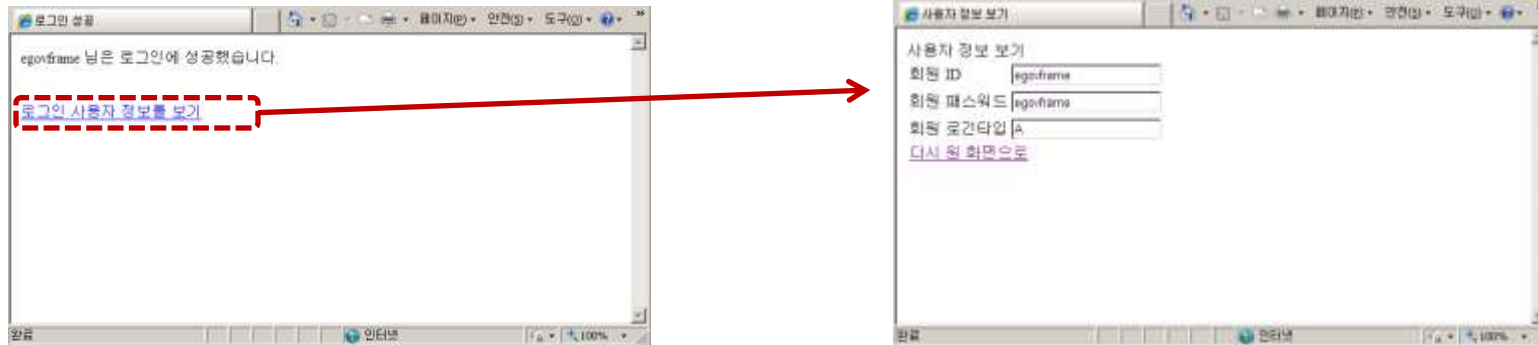 로그인 성공
페이지(P) 안전(S) 도구(O)
egovframe 님은 로그인에 성공했습니다.
로그인 사용자 정보를 보기
완료
인터넷
100%
사용자 정보 보기
페이지(P) 안전(S) 도구(O)
사용자 정보 보기
회원 ID egovframe
회원 패스워드 egovframe
회원 로긴타입 A
다시 원 화면으로
완료
인터넷
100%